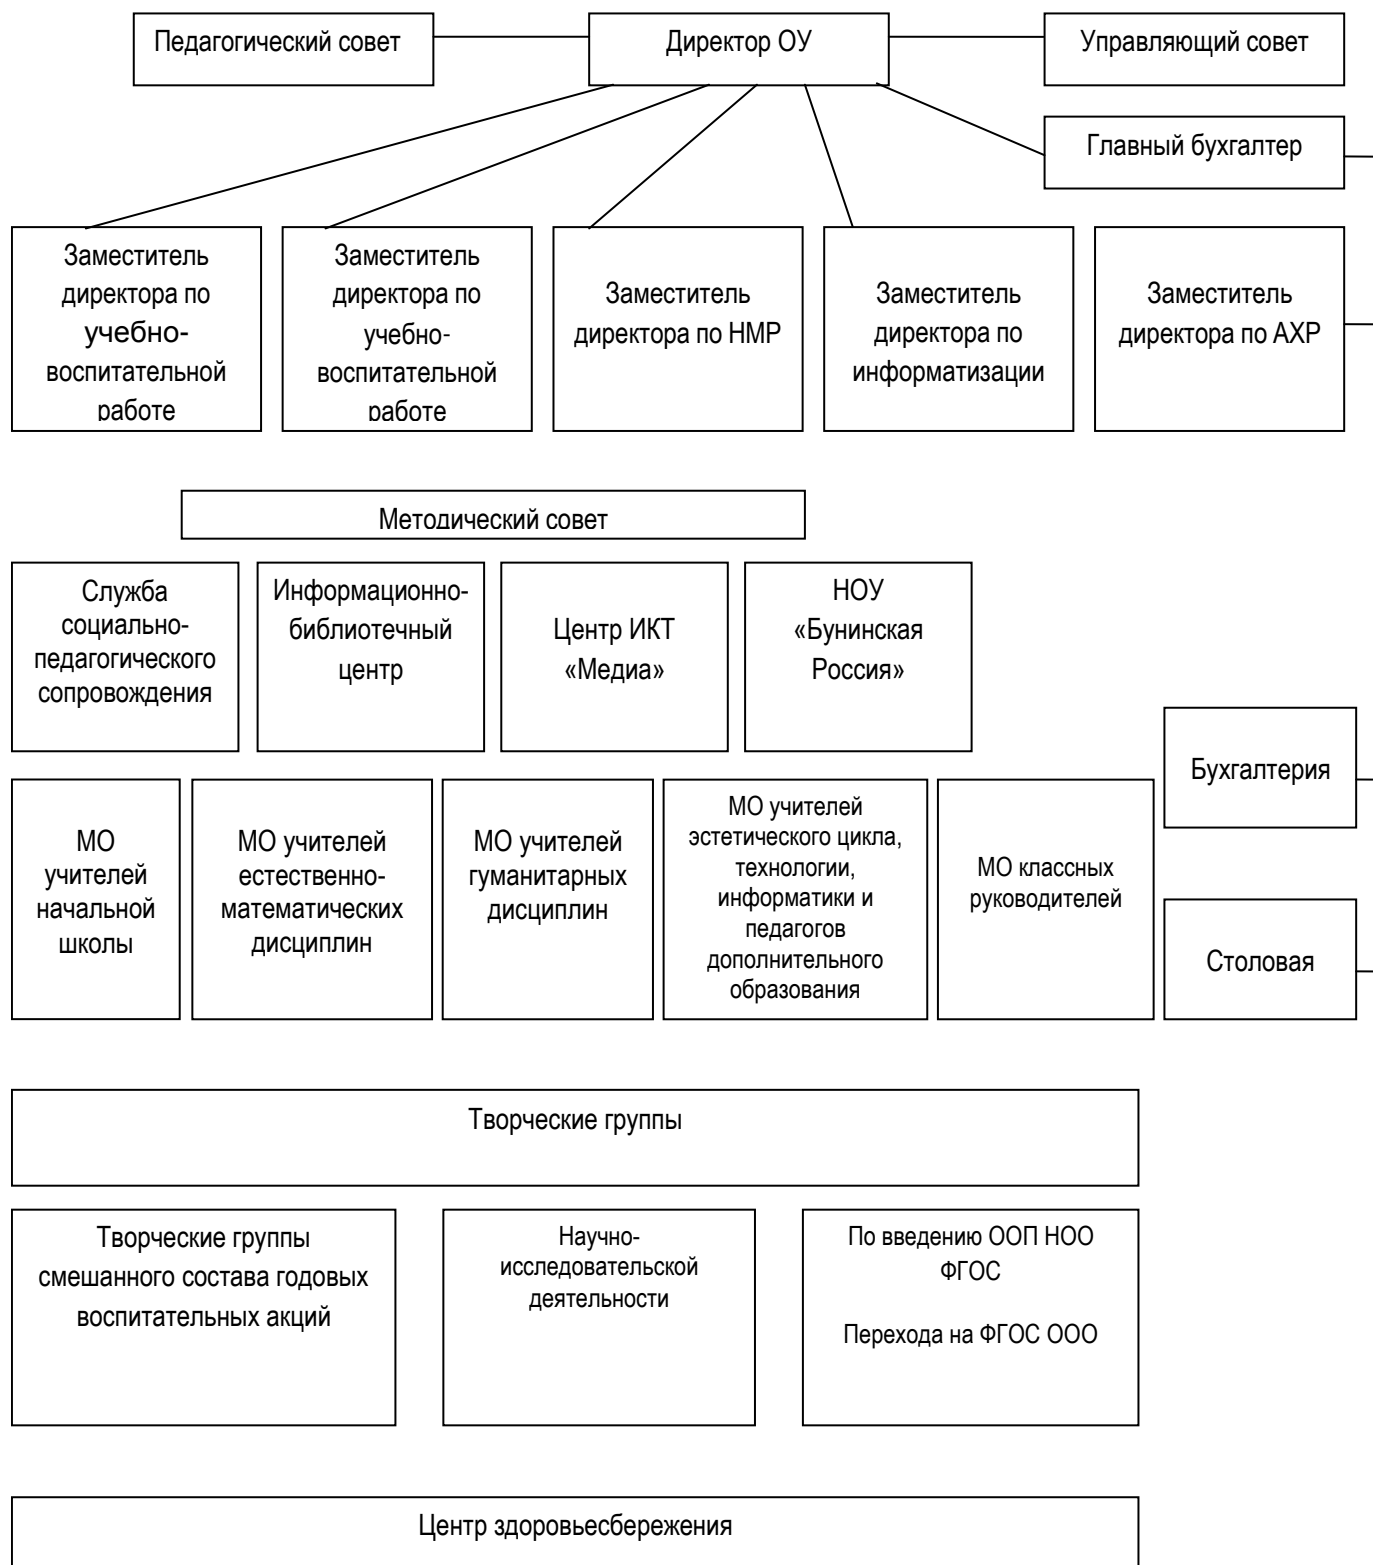 Педагогический совет
Директор ОУ
Управляющий совет
Главный бухгалтер
Заместитель
директора по
учебно-
воспитательной
работе
Заместитель
директора по
учебно-
воспитательной
работе
Заместитель
директора по НМР
Заместитель
директора по
информатизации
Заместитель
директора по АХР
Методический совет
Служба
социально-
педагогического
сопровождения
Информационно-
библиотечный
центр
Центр ИКТ
«Медиа»
НОУ
«Бунинская
Россия»
Бухгалтерия
МО
учителей
начальной
школы
МО учителей
естественно-
математических
дисциплин
МО учителей
гуманитарных
дисциплин
МО учителей
эстетического цикла,
технологии,
информатики и
педагогов
дополнительного
образования
МО классных
руководителей
Столовая
Творческие группы
Творческие группы
смешанного состава годовых
воспитательных акций
Научно-
исследовательской
деятельности
По введению ООП НОО
ФГОС
Перехода на ФГОС ООО
Центр здоровьесбережения